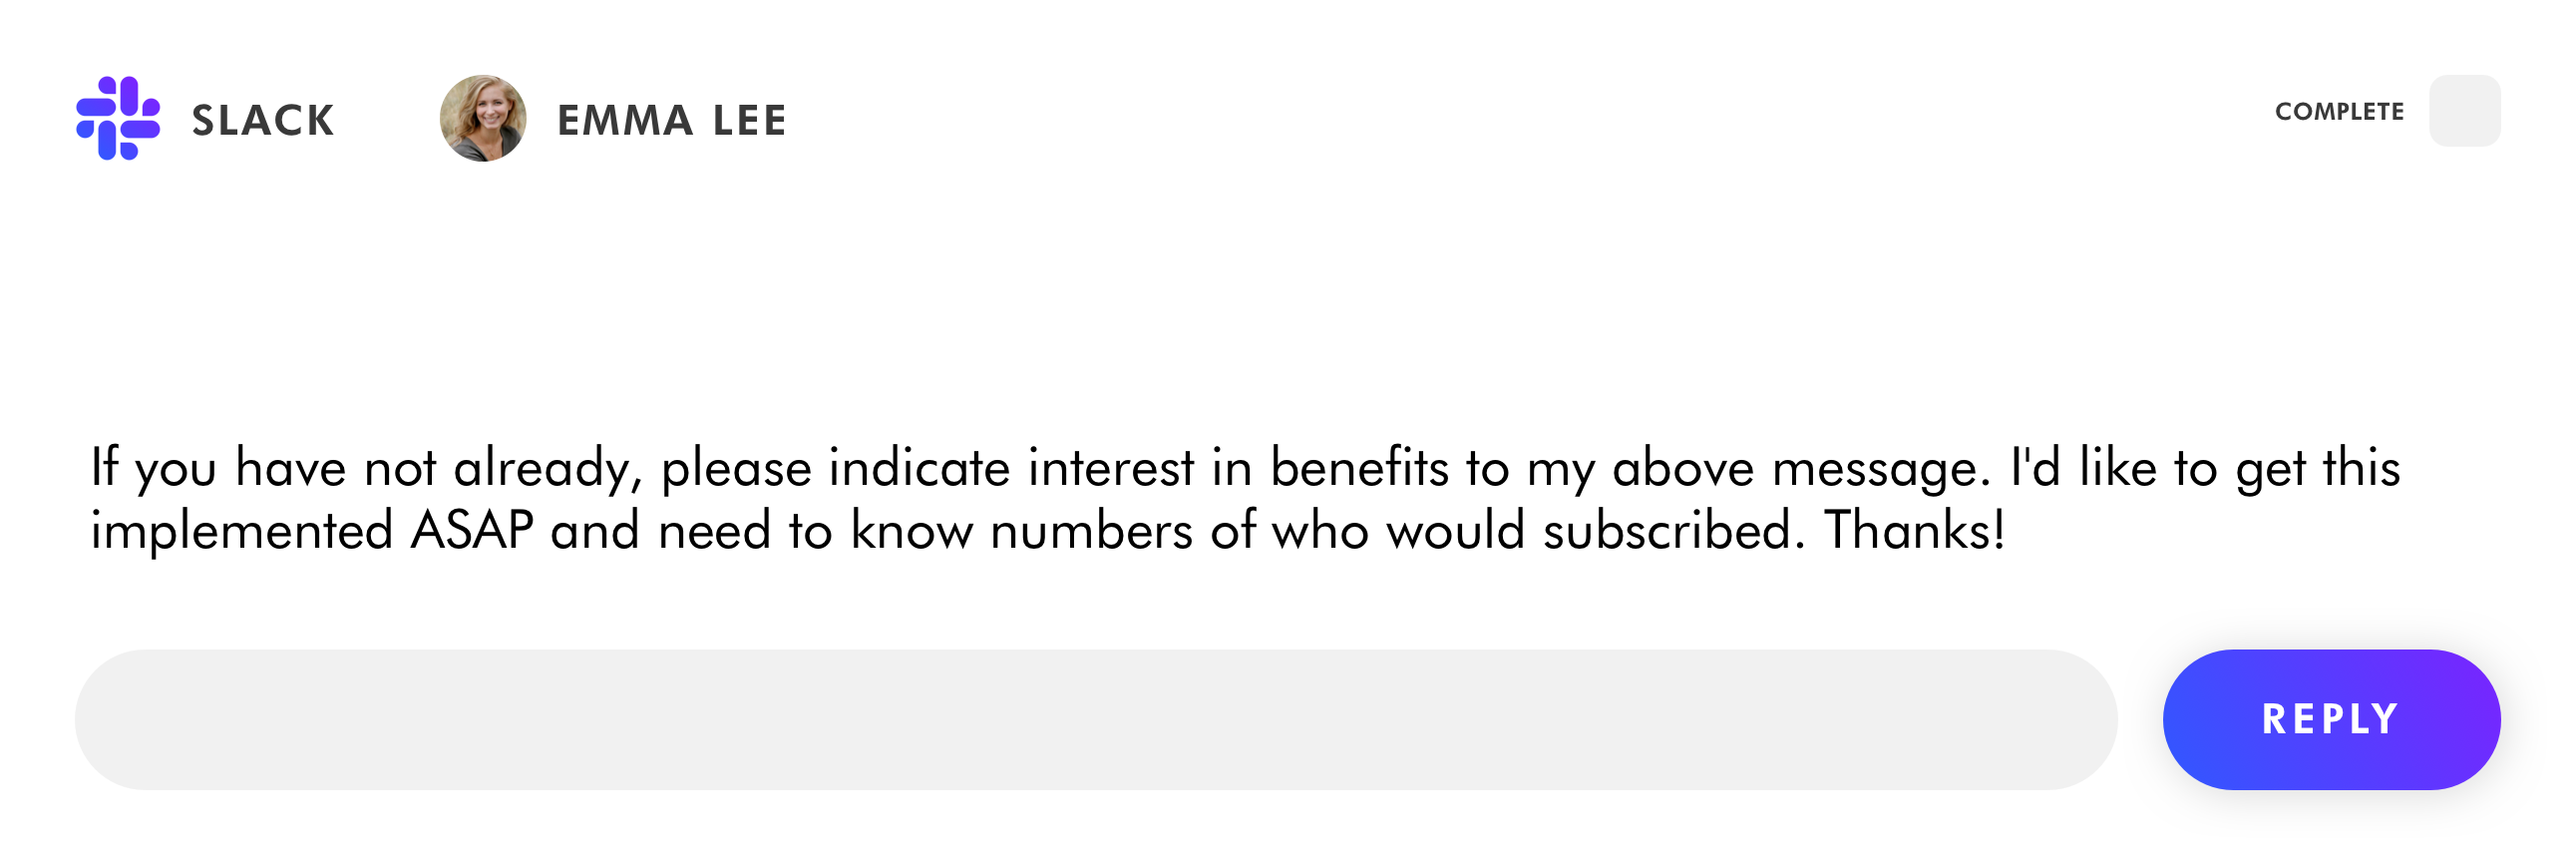 SLACK
EMMA LEE
COMPLETE
If you have not already, please indicate interest in benefits to my above message. I'd like to get this
implemented ASAP and need to know numbers of who would subscribed. Thanks!
REPLY